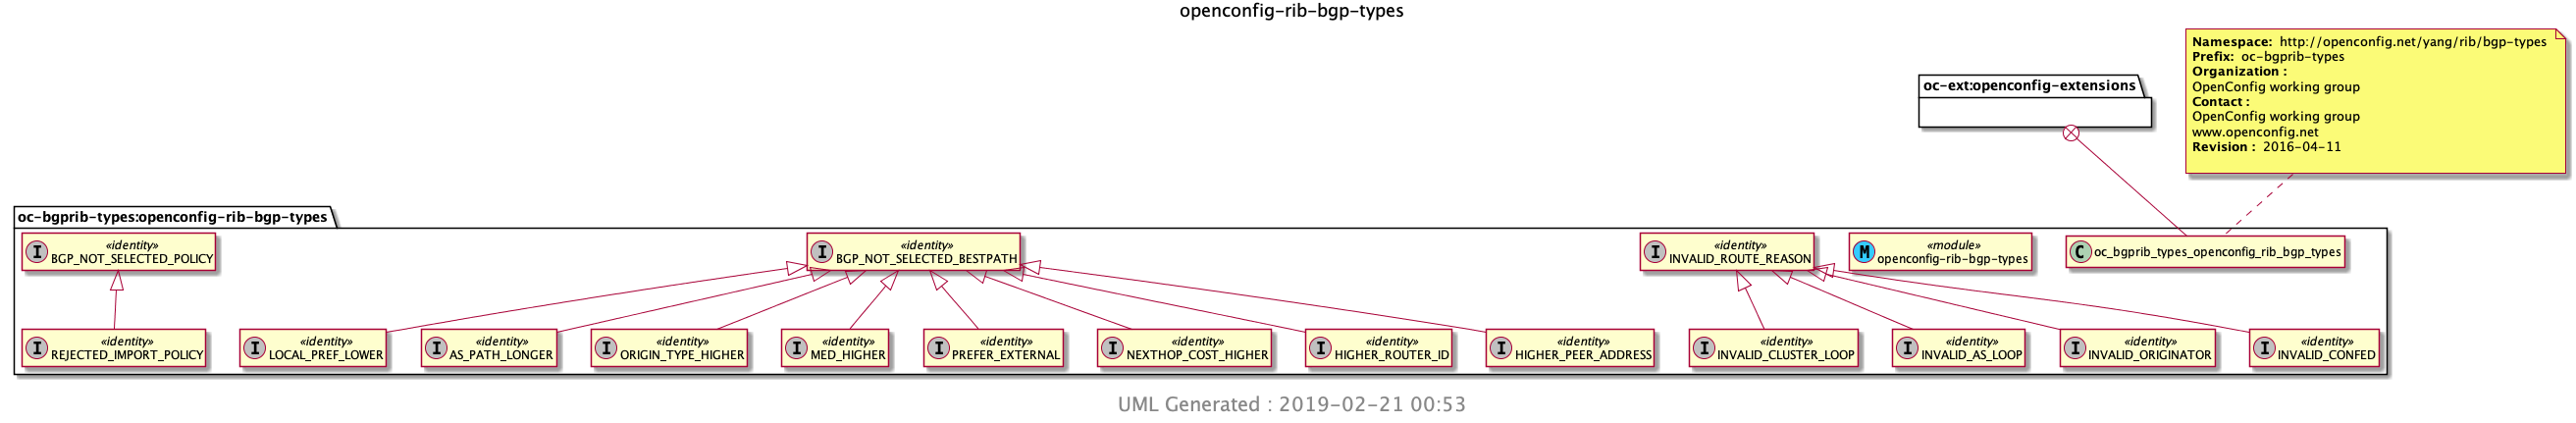 openconfig-rib-bgp-types
Namespace: http://openconfig.net/yang/rib/bgp-types
Prefix: oc-bgprib-types
Organization :
OpenConfig working group
Contact :
OpenConfig working group
www.openconfig.net
Revision : 2016-04-11
oc-ext:openconfig-extensions
oc-bgprib-types:openconfig-rib-bgp-types
I
«identity»
BGP_NOT_SELECTED_POLICY
I
«identity»
BGP_NOT_SELECTED_BESTPATH
I
«identity»
INVALID_ROUTE_REASON
M
«module»
openconfig-rib-bgp-types
C
oc_bgprib_types_openconfig_rib_bgp_types
I
«identity»
REJECTED_IMPORT_POLICY
I
«identity»
LOCAL_PREF_LOWER
I
«identity»
AS_PATH_LONGER
I
«identity»
ORIGIN_TYPE_HIGHER
I
«identity»
MED_HIGHER
I
«identity»
PREFER_EXTERNAL
I
«identity»
NEXTHOP_COST_HIGHER
I
«identity»
HIGHER_ROUTER_ID
I
«identity»
HIGHER_PEER_ADDRESS
I
«identity»
INVALID_CLUSTER_LOOP
I
«identity»
INVALID_AS_LOOP
I
«identity»
INVALID_ORIGINATOR
I
«identity»
INVALID_CONFED
UML Generated : 2019-02-21 00:53